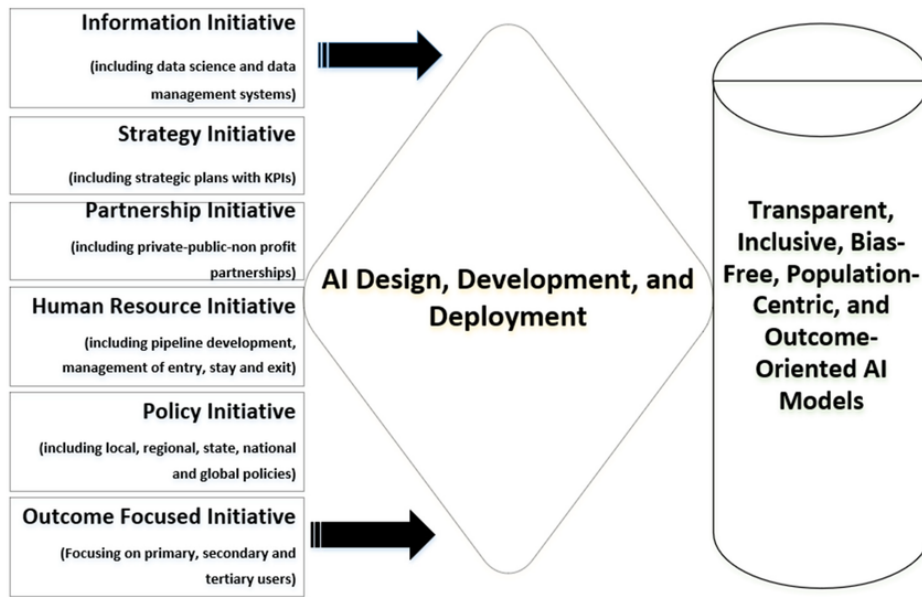 Information Initiative
(including data science and data
management systems)
Strategy Initiative
(including strategic plans with KPIs)
Partnership Initiative
(including private-public-non profit
partnerships)
Human Resource Initiative
(including pipeline development,
management of entry, stay and exit)
Policy Initiative
(including local, regional, state, national
and global policies)
Outcome Focused Initiative
(Focusing on primary, secondary and
tertiary users)
AI Design, Development, and
Deployment
Transparent,
Inclusive, Bias-
Free, Population-
Centric, and
Outcome-
Oriented AI
Models